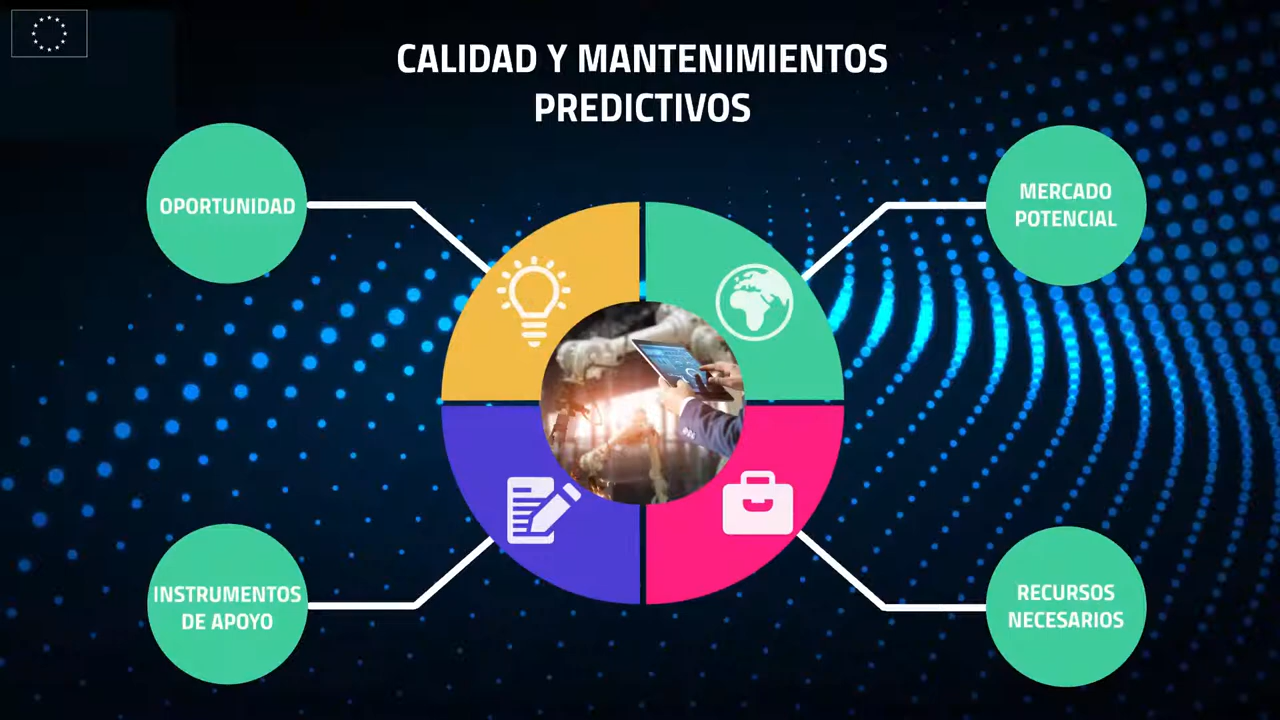 CALIDAD Y MANTENIMIENTOS
PREDICTIVOS
OPORTUNIDAD
MERCADO
POTENCIAL
INSTRUMENTOS
DE APOYO
RECURSOS
NECESARIOS